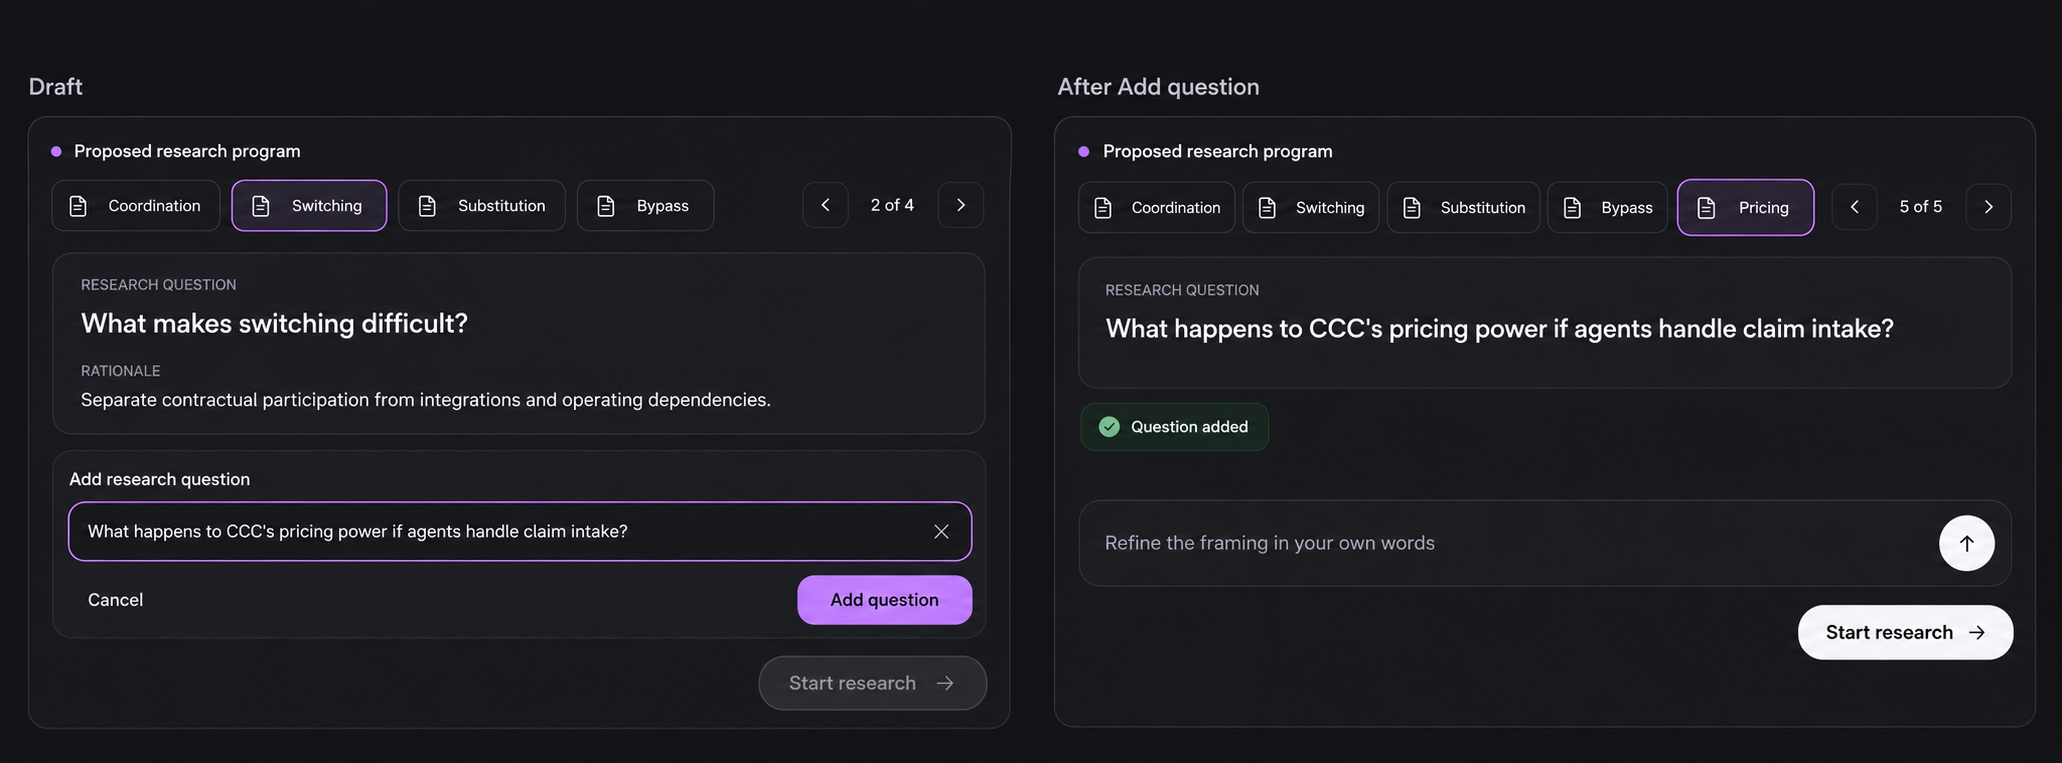 Draft
Proposed research program
Coordination
Switching
Substitution
Bypass
2 of 4
RESEARCH QUESTION
What makes switching difficult?
RATIONALE
Separate contractual participation from integrations and operating dependencies.
Add research question
What happens to CCC's pricing power if agents handle claim intake?
Cancel
Add question
Start research
After Add question
Proposed research program
Coordination
Switching
Substitution
Bypass
Pricing
5 of 5
RESEARCH QUESTION
What happens to CCC's pricing power if agents handle claim intake?
Question added
Refine the framing in your own words
Start research